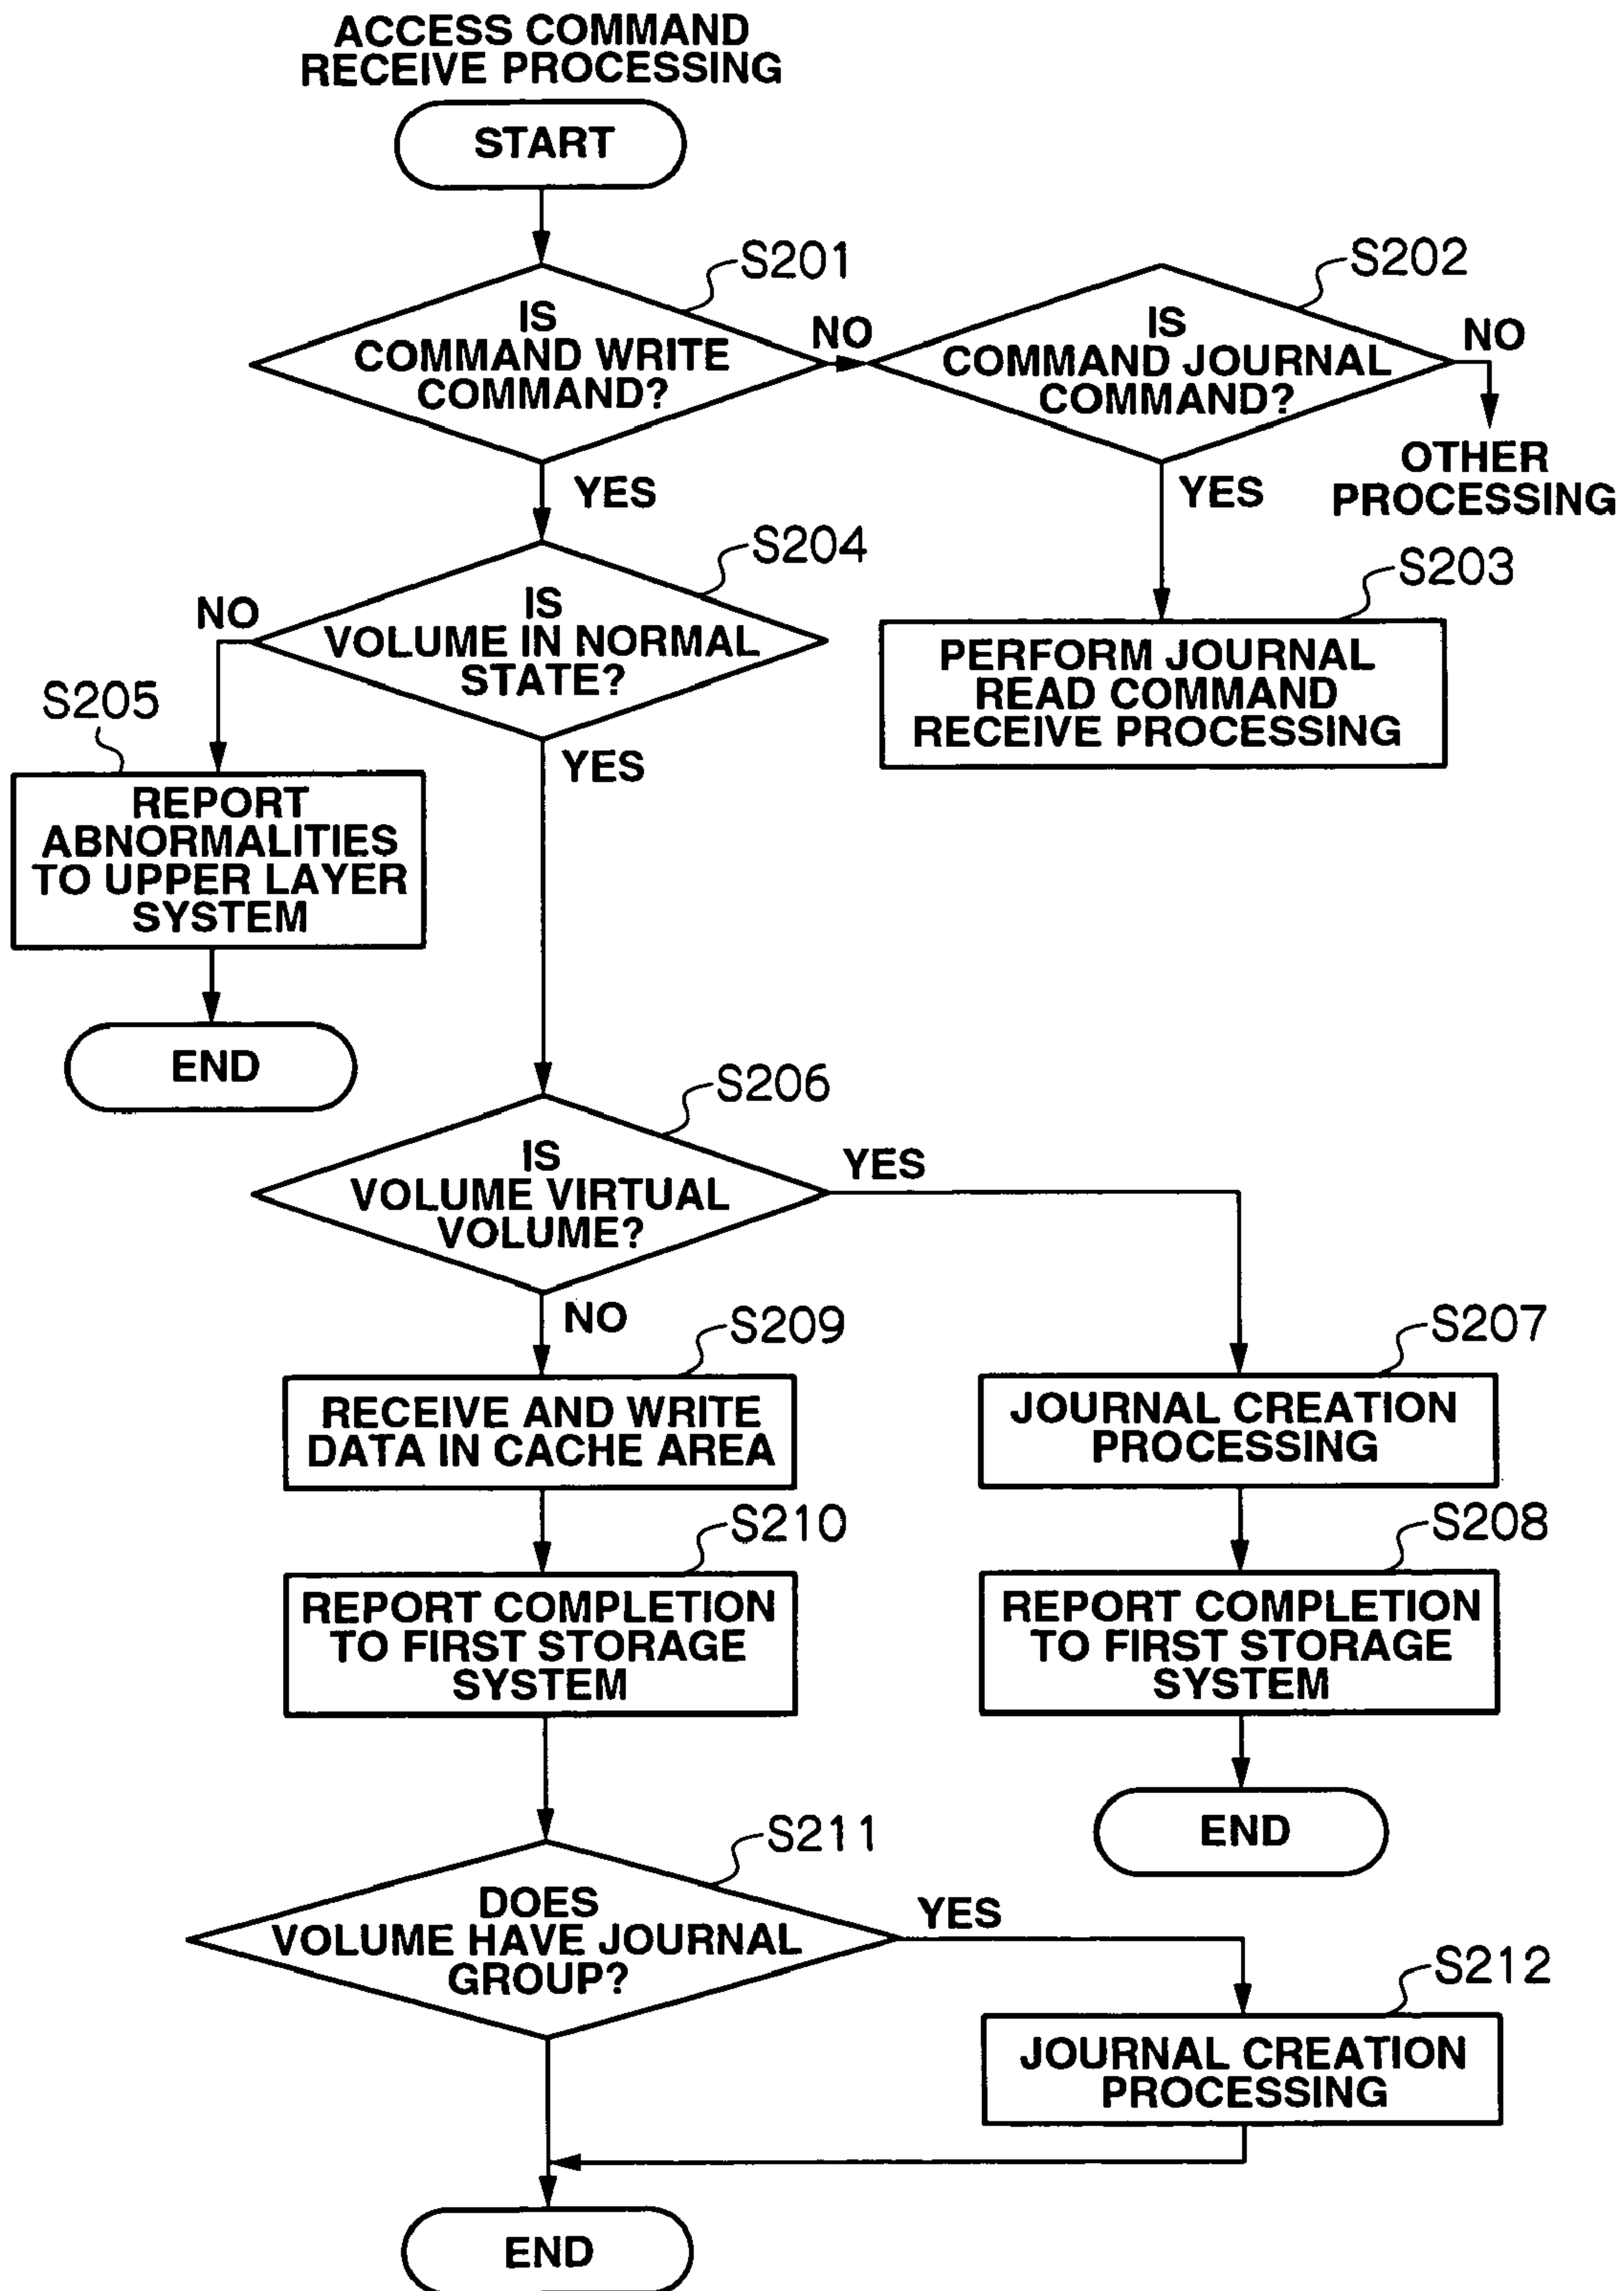 ACCESS COMMAND
RECEIVE PROCESSING
START
S201
IS
COMMAND WRITE
COMMAND?
NO
S202
IS
COMMAND JOURNAL
COMMAND?
NO
OTHER
PROCESSING
YES
YES
S203
PERFORM JOURNAL
READ COMMAND
RECEIVE PROCESSING
S204
IS
VOLUME IN NORMAL
STATE?
NO
YES
S205
REPORT
ABNORMALITIES
TO UPPER LAYER
SYSTEM
END
S206
IS
VOLUME VIRTUAL
VOLUME?
YES
NO
S209
RECEIVE AND WRITE
DATA IN CACHE AREA
S207
JOURNAL CREATION
PROCESSING
S210
REPORT COMPLETION
TO FIRST STORAGE
SYSTEM
S208
REPORT COMPLETION
TO FIRST STORAGE
SYSTEM
END
S211
DOES
VOLUME HAVE JOURNAL
GROUP?
YES
S212
JOURNAL CREATION
PROCESSING
END